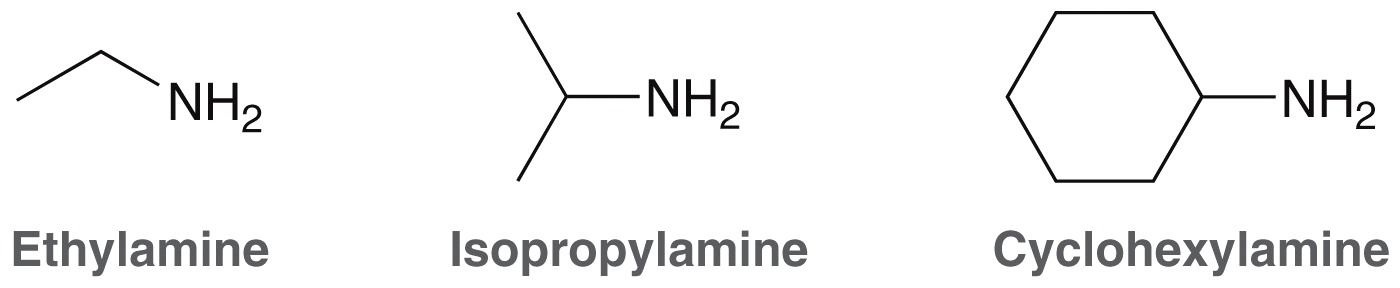 NH₂ NH₂ NH₂
Ethylamine Isopropylamine Cyclohexylamine